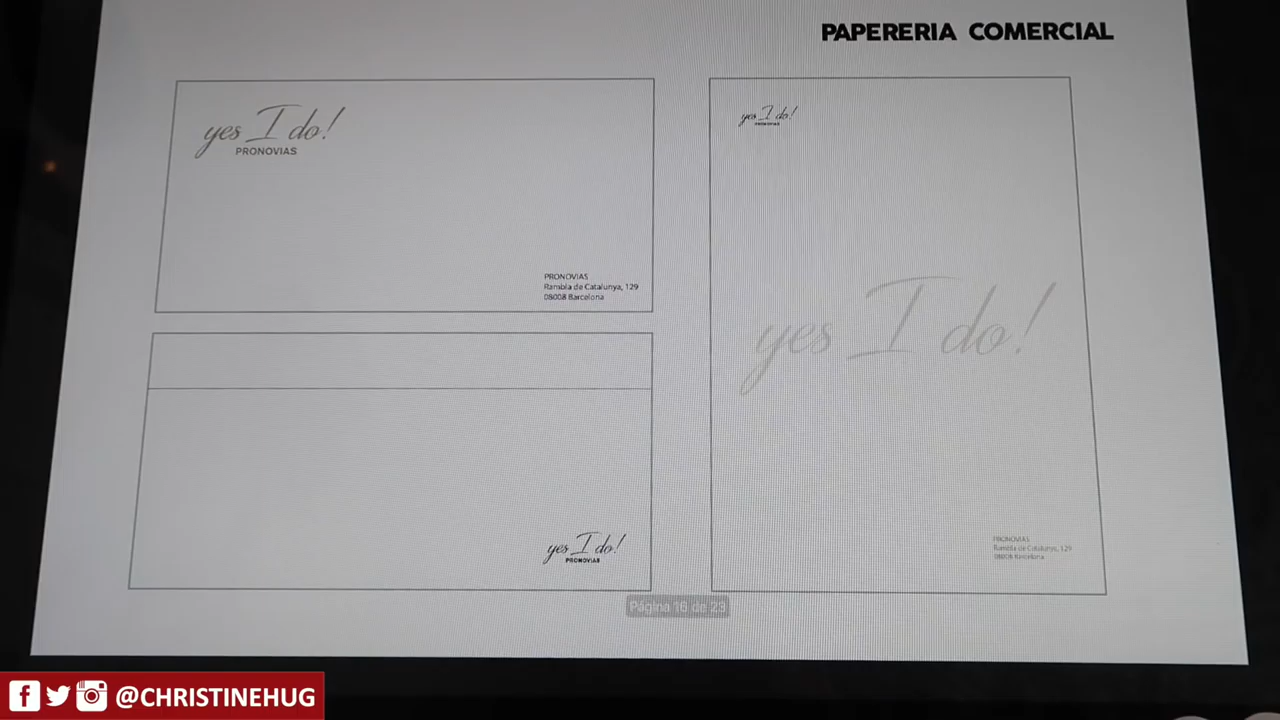 PAPERERIA COMERCIAL
yes I do!
PRONOVIAS
PRONOVIAS
Rambla de Catalunya, 129
08008 Barcelona
yes I do!
PRONOVIAS
yes I do!
PRONOVIAS
yes I do!
PRONOVIAS
Rambla de Catalunya, 129
08008 Barcelona
Página 16 de 23
@CHRISTINEHUG